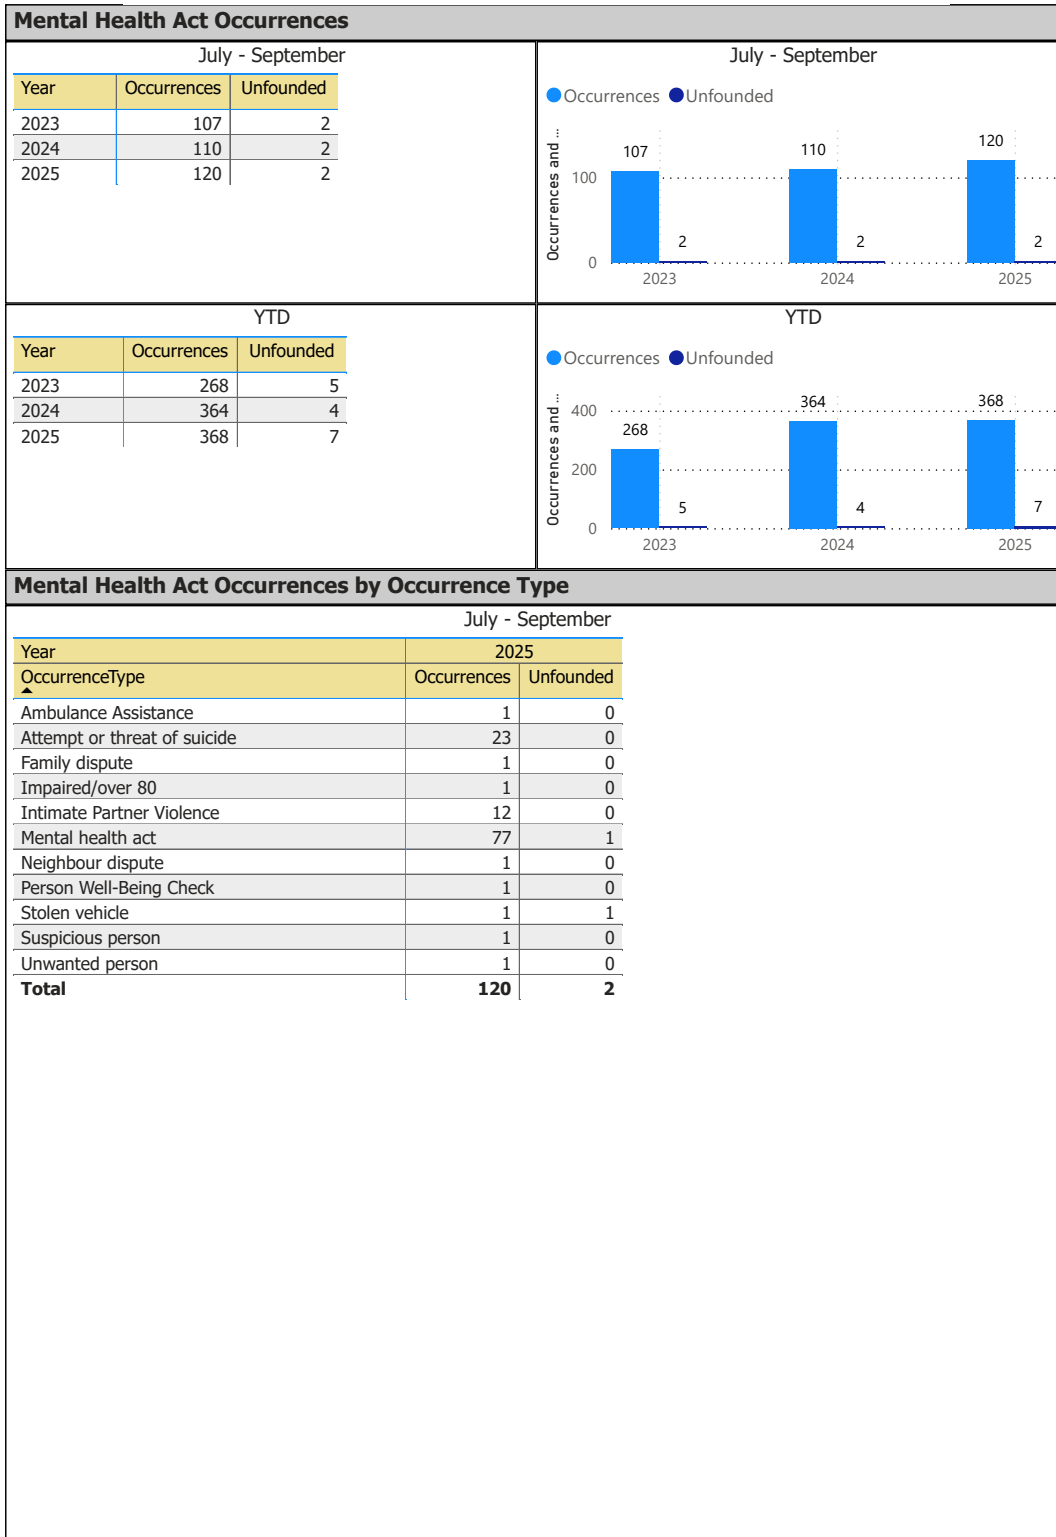 Mental Health Act Occurrences
July - September
Year Occurrences Unfounded
2023 107 2
2024 110 2
2025 120 2
July - September
Occurrences Unfounded
Occurrences and ...
100
0
107
2
110
2
120
2
2023 2024 2025
YTD
Year Occurrences Unfounded
2023 268 5
2024 364 4
2025 368 7
YTD
Occurrences Unfounded
Occurrences and ...
400
200
0
268
5
364
4
368
7
2023 2024 2025
Mental Health Act Occurrences by Occurrence Type
July - September
Year 2025
OccurrenceType Occurrences Unfounded
Ambulance Assistance 1 0
Attempt or threat of suicide 23 0
Family dispute 1 0
Impaired/over 80 1 0
Intimate Partner Violence 12 0
Mental health act 77 1
Neighbour dispute 1 0
Person Well-Being Check 1 0
Stolen vehicle 1 1
Suspicious person 1 0
Unwanted person 1 0
Total 120 2